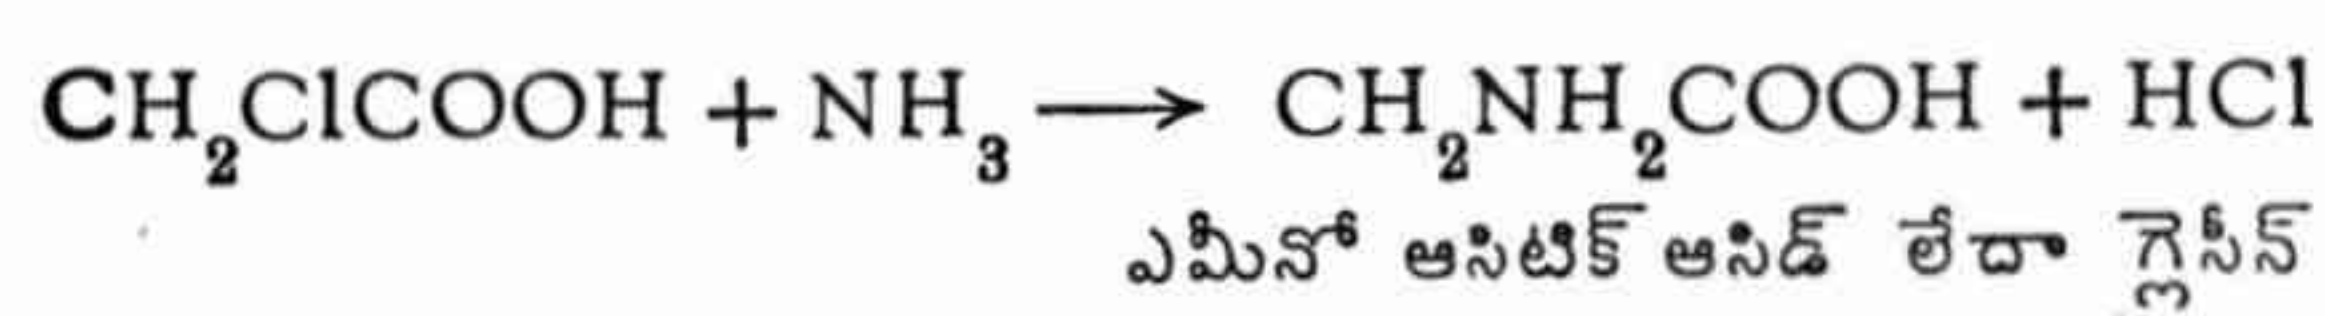 CH₂ClCOOH + NH₃ ⟶ CH₂NH₂COOH + HCl
ఎమీనో ఆసిటిక్ ఆసిడ్ లేదా గ్లైసీన్